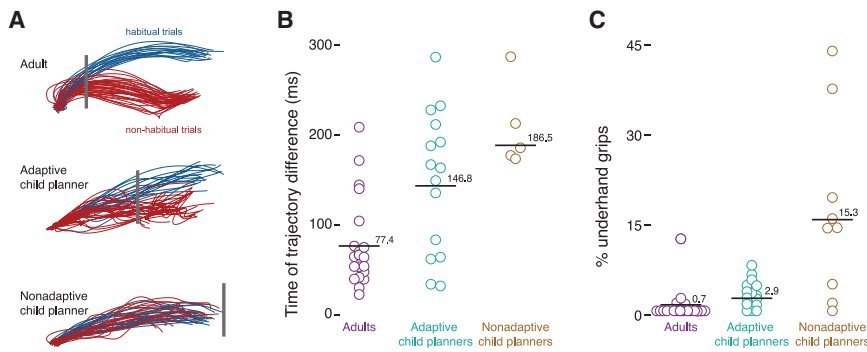 A
habitual trials
Adult
non-habitual trials
Adaptive
child planner
Nonadaptive
child planner
B
Time of trajectory difference (ms)
300
200
100
0
77.4
146.8
186.5
Adults
Adaptive
child planners
Nonadaptive
child planners
C
% underhand grips
45
30
15
0
0.7
2.9
15.3
Adults
Adaptive
child planners
Nonadaptive
child planners